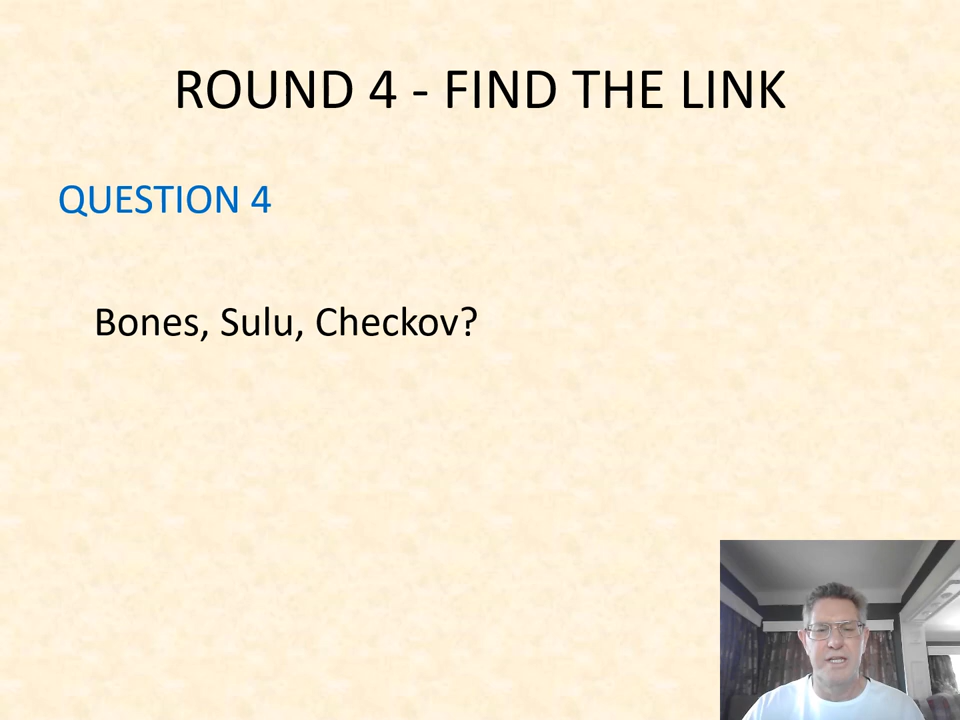 ROUND 4 - FIND THE LINK
QUESTION 4
Bones, Sulu, Checkov?